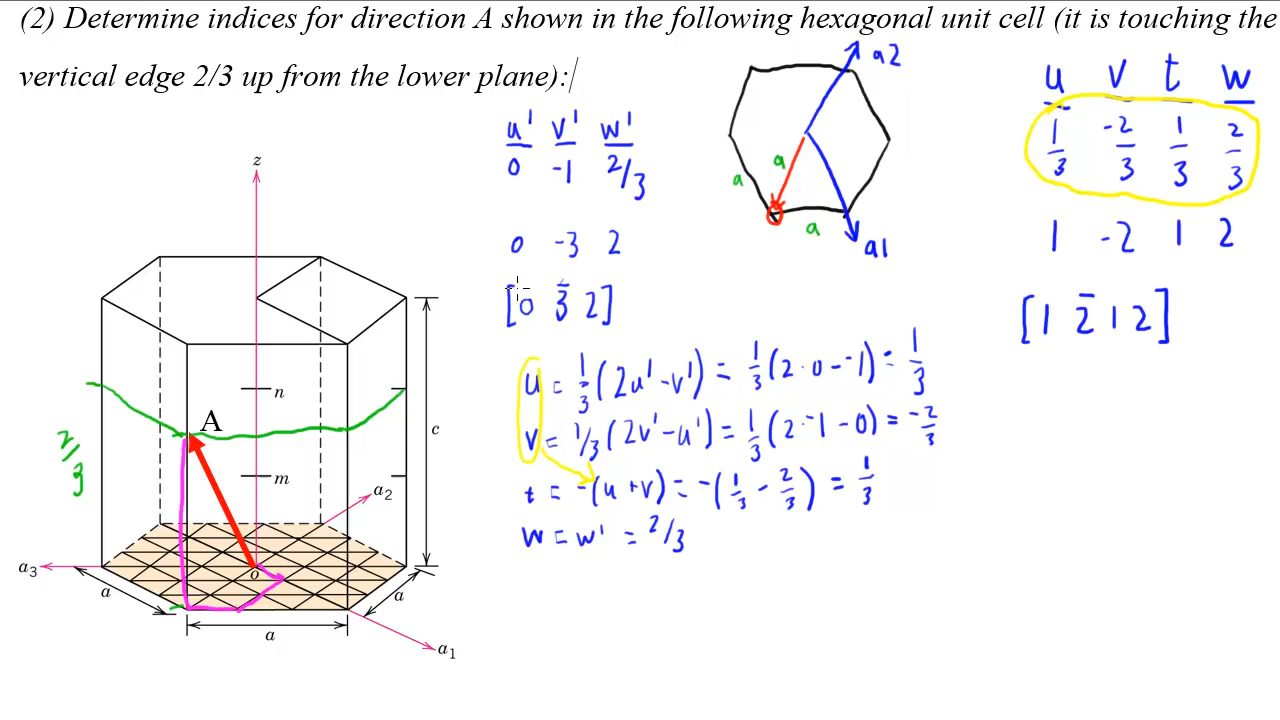 (2) Determine indices for direction A shown in the following hexagonal unit cell (it is touching the
vertical edge 2/3 up from the lower plane):
u' v' w'
0 -1 2/3
0 -3 2
[0 3̄ 2]
a2
a
a
a
a1
u v t w
1/3 -2/3 1/3 2/3
1 -2 1 2
[1 2̄ 1 2]
u = 1/3 (2u' - v') = 1/3 (2·0 - -1) = 1/3
v = 1/3 (2v' - u') = 1/3 (2·-1 - 0) = -2/3
t = -(u + v) = -(1/3 - 2/3) = 1/3
w = w' = 2/3
z
n
A
c
2/3
m
a2
a3
o
a
a
a
a1